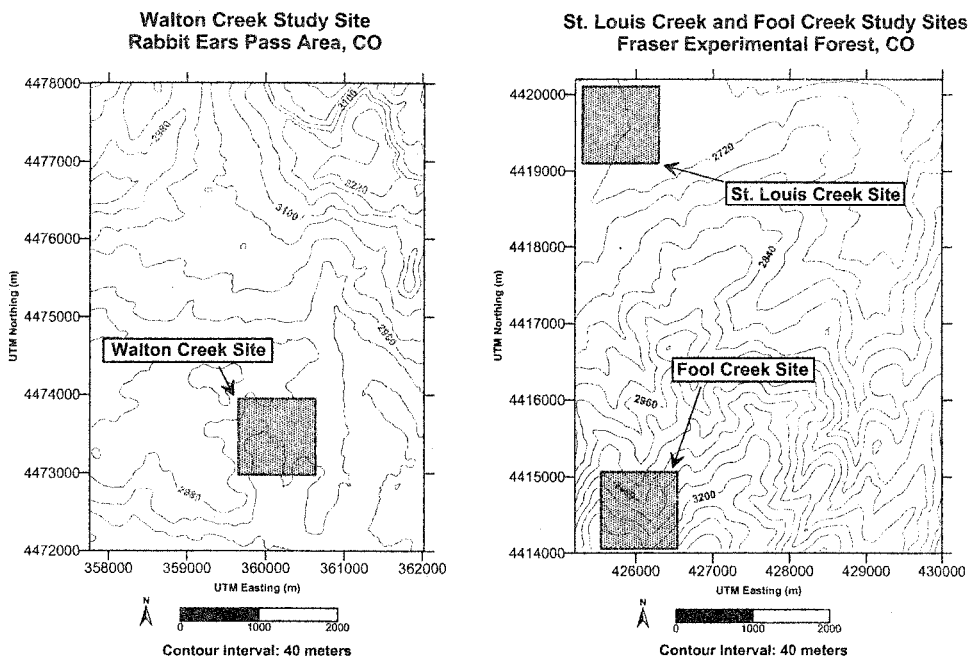 Walton Creek Study Site
Rabbit Ears Pass Area, CO
4478000
4477000
4476000
4475000
4474000
4473000
4472000
UTM Northing (m)
2980
3100
3220
3100
2980
Walton Creek Site
358000
359000
360000
361000
362000
UTM Easting (m)
N
0
1000
2000
Contour Interval: 40 meters
St. Louis Creek and Fool Creek Study Sites
Fraser Experimental Forest, CO
4420000
4419000
4418000
4417000
4416000
4415000
4414000
UTM Northing (m)
2720
St. Louis Creek Site
2840
Fool Creek Site
2960
3200
426000
427000
428000
429000
430000
UTM Easting (m)
N
0
1000
2000
Contour Interval: 40 meters